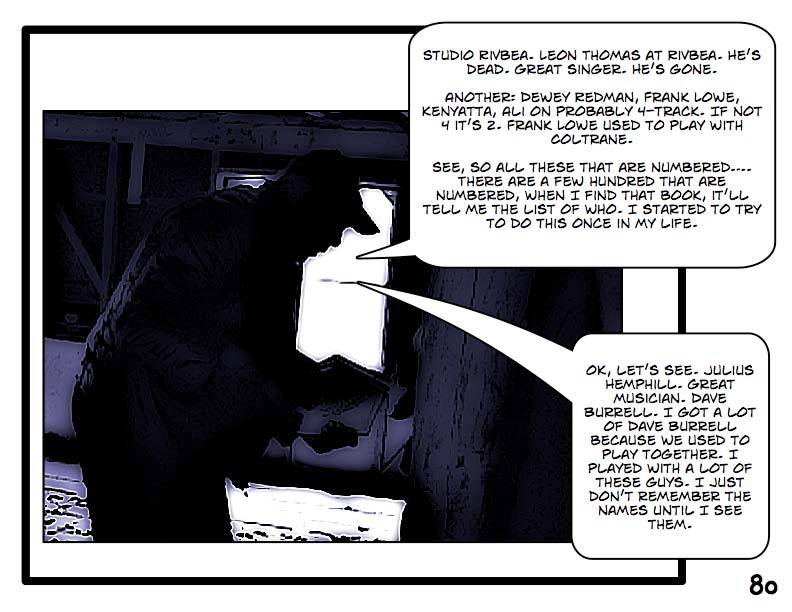 STUDIO RIVBEA. LEON THOMAS AT RIVBEA. HE'S
DEAD. GREAT SINGER. HE'S GONE.
ANOTHER: DEWEY REDMAN, FRANK LOWE,
KENYATTA, ALI ON PROBABLY 4-TRACK. IF NOT
4 IT'S 2. FRANK LOWE USED TO PLAY WITH
COLTRANE.
SEE, SO ALL THESE THAT ARE NUMBERED....
THERE ARE A FEW HUNDRED THAT ARE
NUMBERED, WHEN I FIND THAT BOOK, IT'LL
TELL ME THE LIST OF WHO. I STARTED TO TRY
TO DO THIS ONCE IN MY LIFE.
OK, LET'S SEE. JULIUS
HEMPHILL. GREAT
MUSICIAN. DAVE
BURRELL. I GOT A LOT
OF DAVE BURRELL
BECAUSE WE USED TO
PLAY TOGETHER. I
PLAYED WITH A LOT OF
THESE GUYS. I JUST
DON'T REMEMBER THE
NAMES UNTIL I SEE
THEM.
80